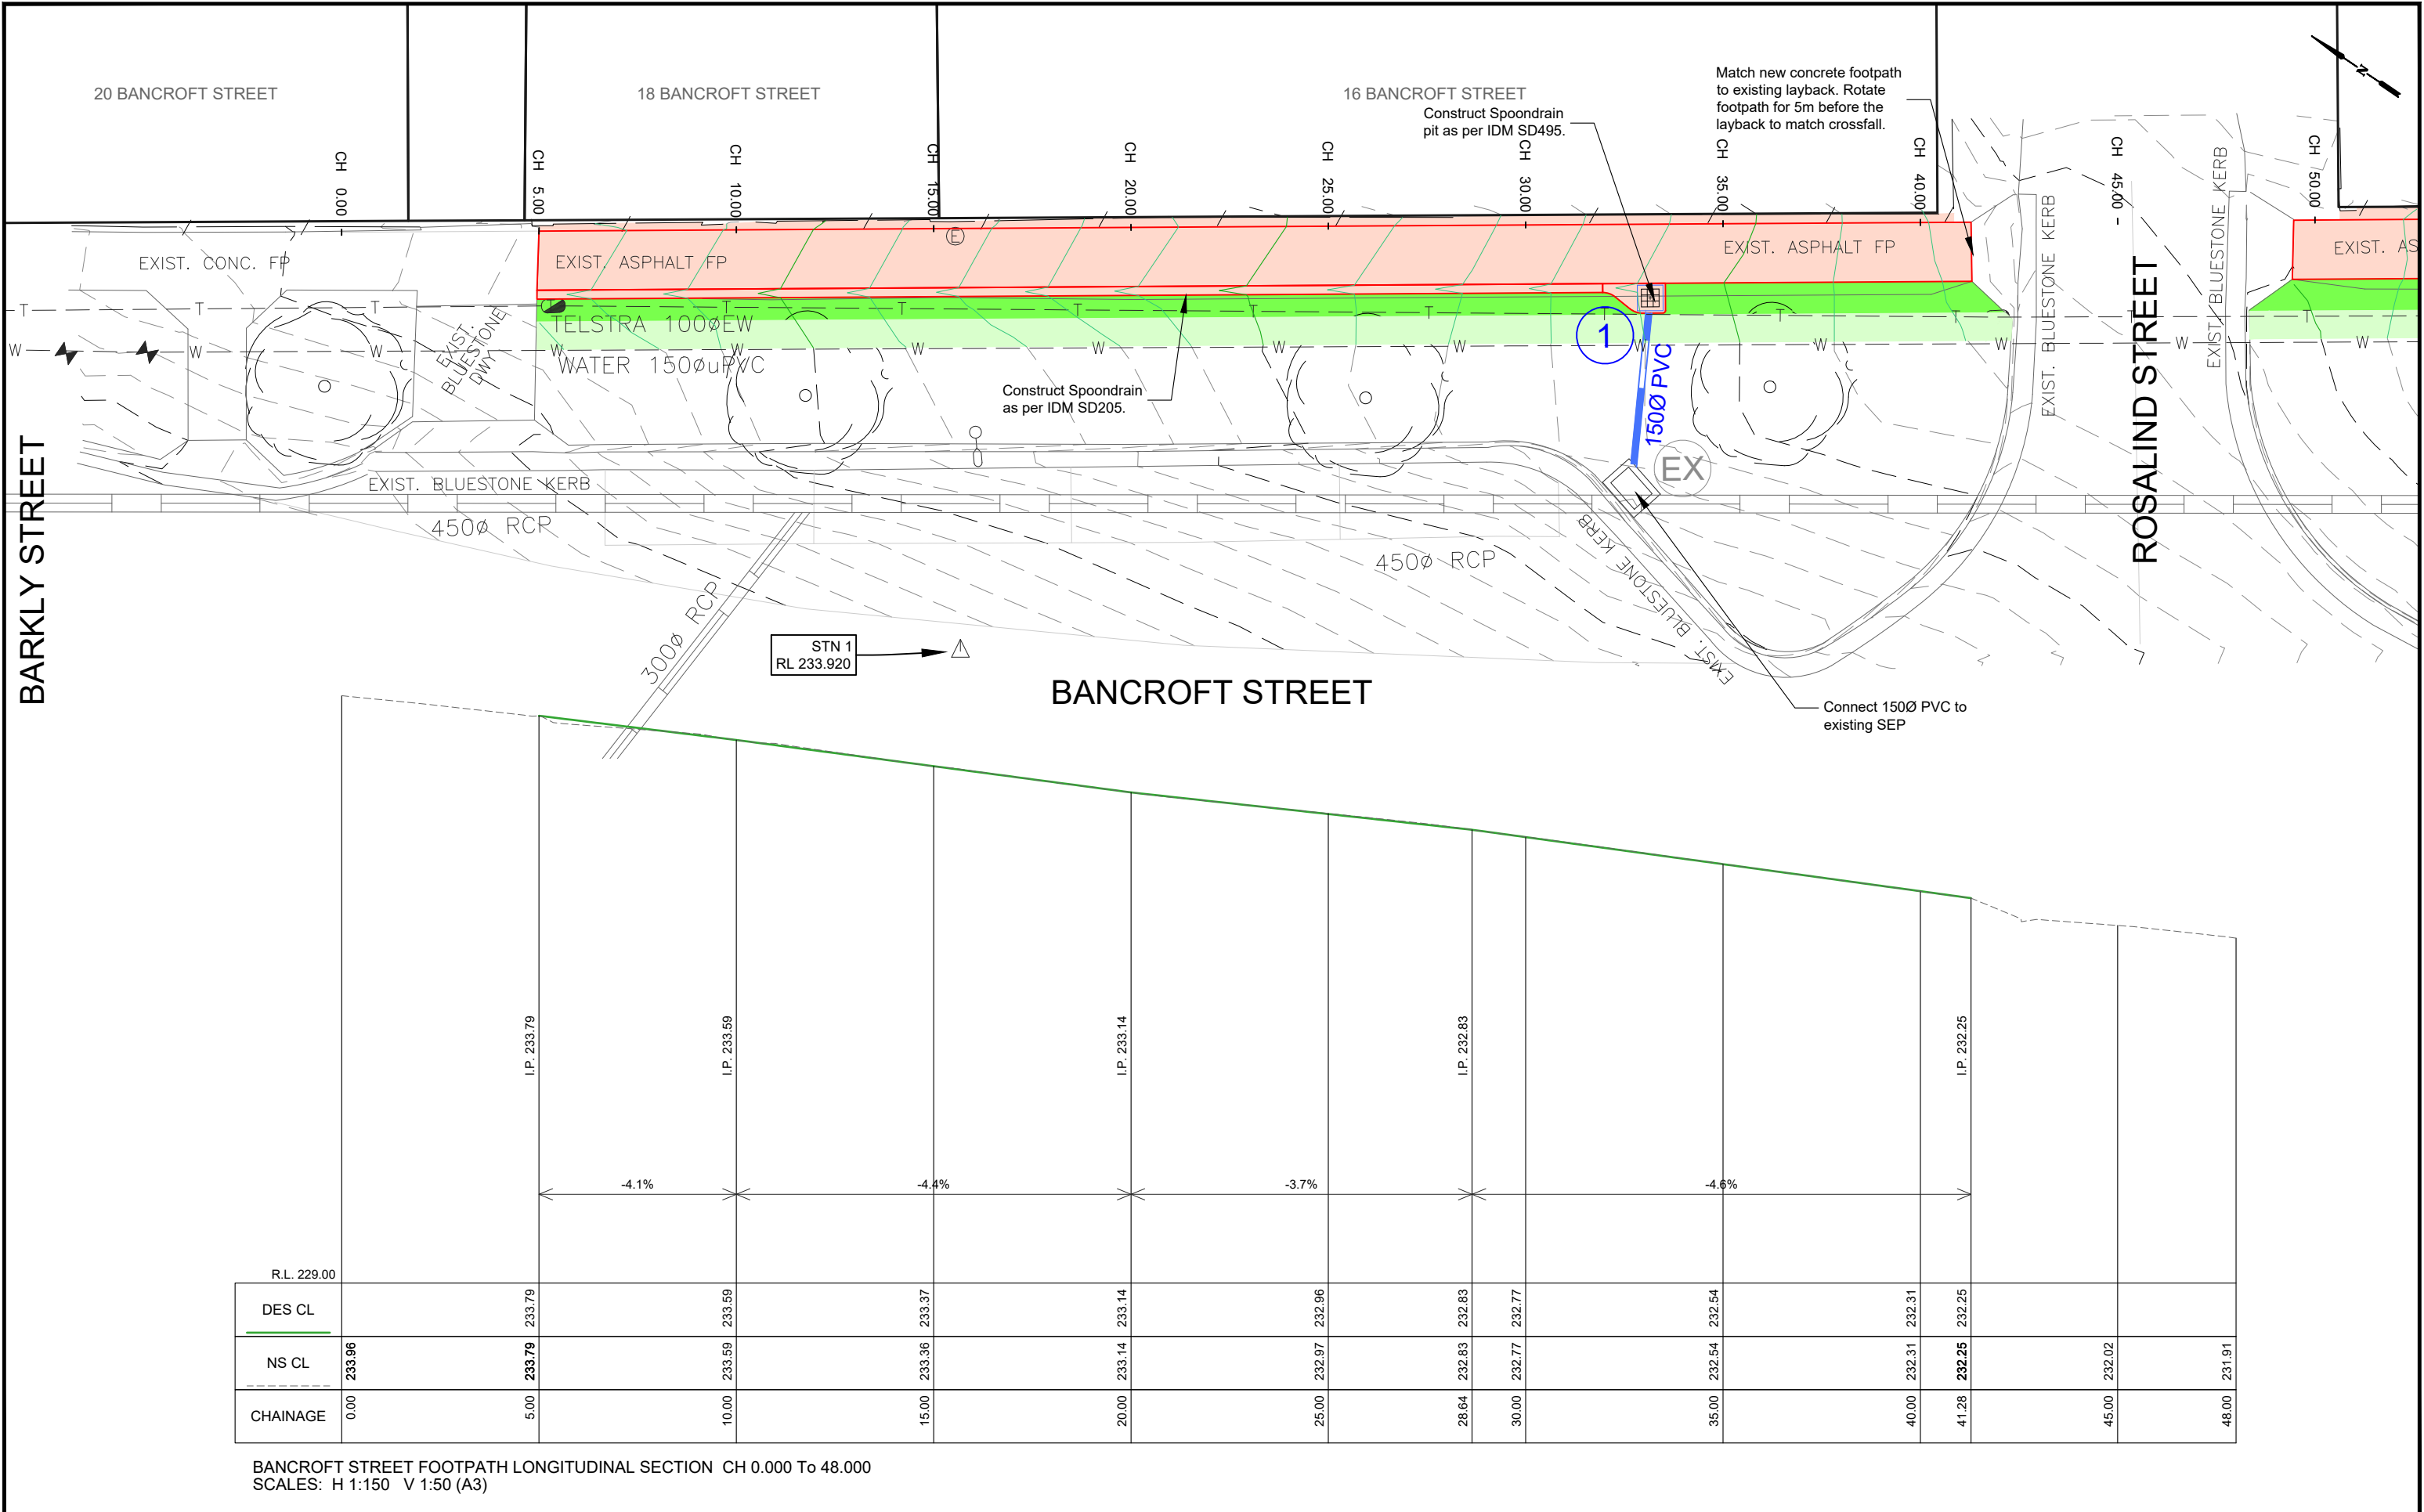 20 BANCROFT STREET
18 BANCROFT STREET
16 BANCROFT STREET
Construct Spoondrain
pit as per IDM SD495.
Match new concrete footpath
to existing layback. Rotate
footpath for 5m before the
layback to match crossfall.
N
CH 0.00
CH 5.00
CH 10.00
CH 15.00
CH 20.00
CH 25.00
CH 30.00
CH 35.00
CH 40.00
CH 45.00
CH 50.00
EXIST. CONC. FP
EXIST. ASPHALT FP
E
EXIST. ASPHALT FP
EXIST. AS
EXIST. BLUESTONE KERB
EXIST. BLUESTONE KERB
T T T T T T T T T T T T T
TELSTRA 100ØEW
W W W W W W W W W W W W W W
WATER 150ØuPVC
EXIST.
BLUESTONE
DWY
1
150Ø PVC
EX
Construct Spoondrain
as per IDM SD205.
BARKLY STREET
ROSALIND STREET
EXIST. BLUESTONE KERB
450Ø RCP
450Ø RCP
300Ø RCP
EXIST. BLUESTONE KERB
STN 1
RL 233.920
BANCROFT STREET
Connect 150Ø PVC to
existing SEP
I.P. 233.79
I.P. 233.59
I.P. 233.14
I.P. 232.83
I.P. 232.25
-4.1%
-4.4%
-3.7%
-4.6%
R.L. 229.00
DES CL 233.79 233.59 233.37 233.14 232.96 232.83 232.77 232.54 232.31 232.25
NS CL 233.96 233.79 233.59 233.36 233.14 232.97 232.83 232.77 232.54 232.31 232.25 232.02 231.91
CHAINAGE 0.00 5.00 10.00 15.00 20.00 25.00 28.64 30.00 35.00 40.00 41.28 45.00 48.00
BANCROFT STREET FOOTPATH LONGITUDINAL SECTION CH 0.000 To 48.000
SCALES: H 1:150 V 1:50 (A3)